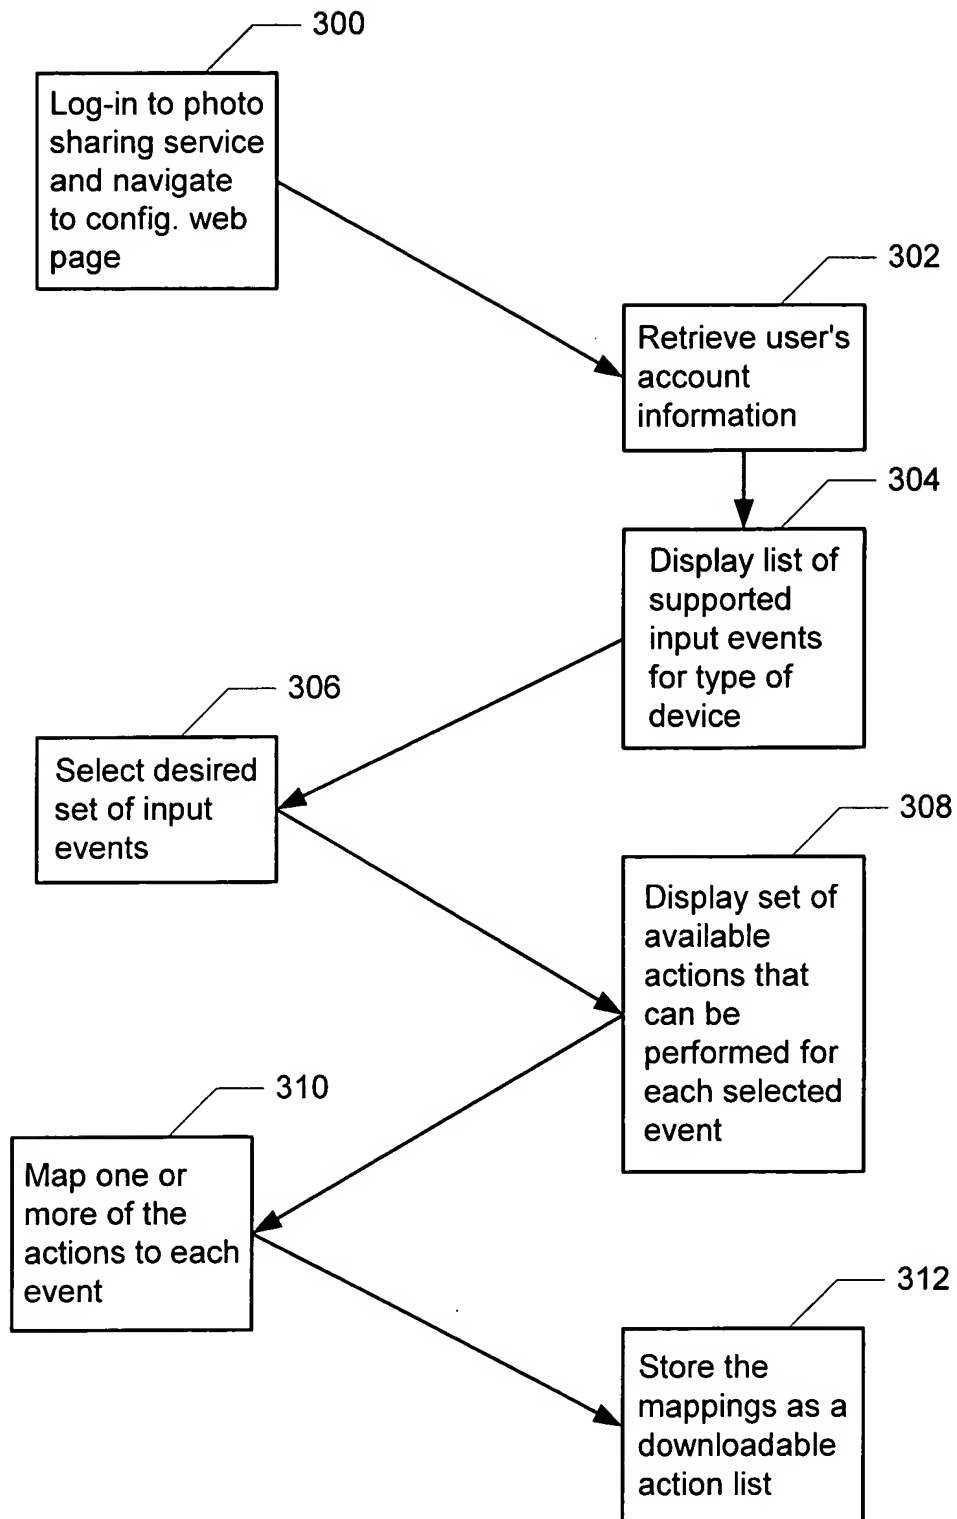 300
Log-in to photo
sharing service
and navigate
to config. web
page
302
Retrieve user's
account
information
304
Display list of
supported
input events
for type of
device
306
Select desired
set of input
events
308
Display set of
available
actions that
can be
performed for
each selected
event
310
Map one or
more of the
actions to each
event
312
Store the
mappings as a
downloadable
action list